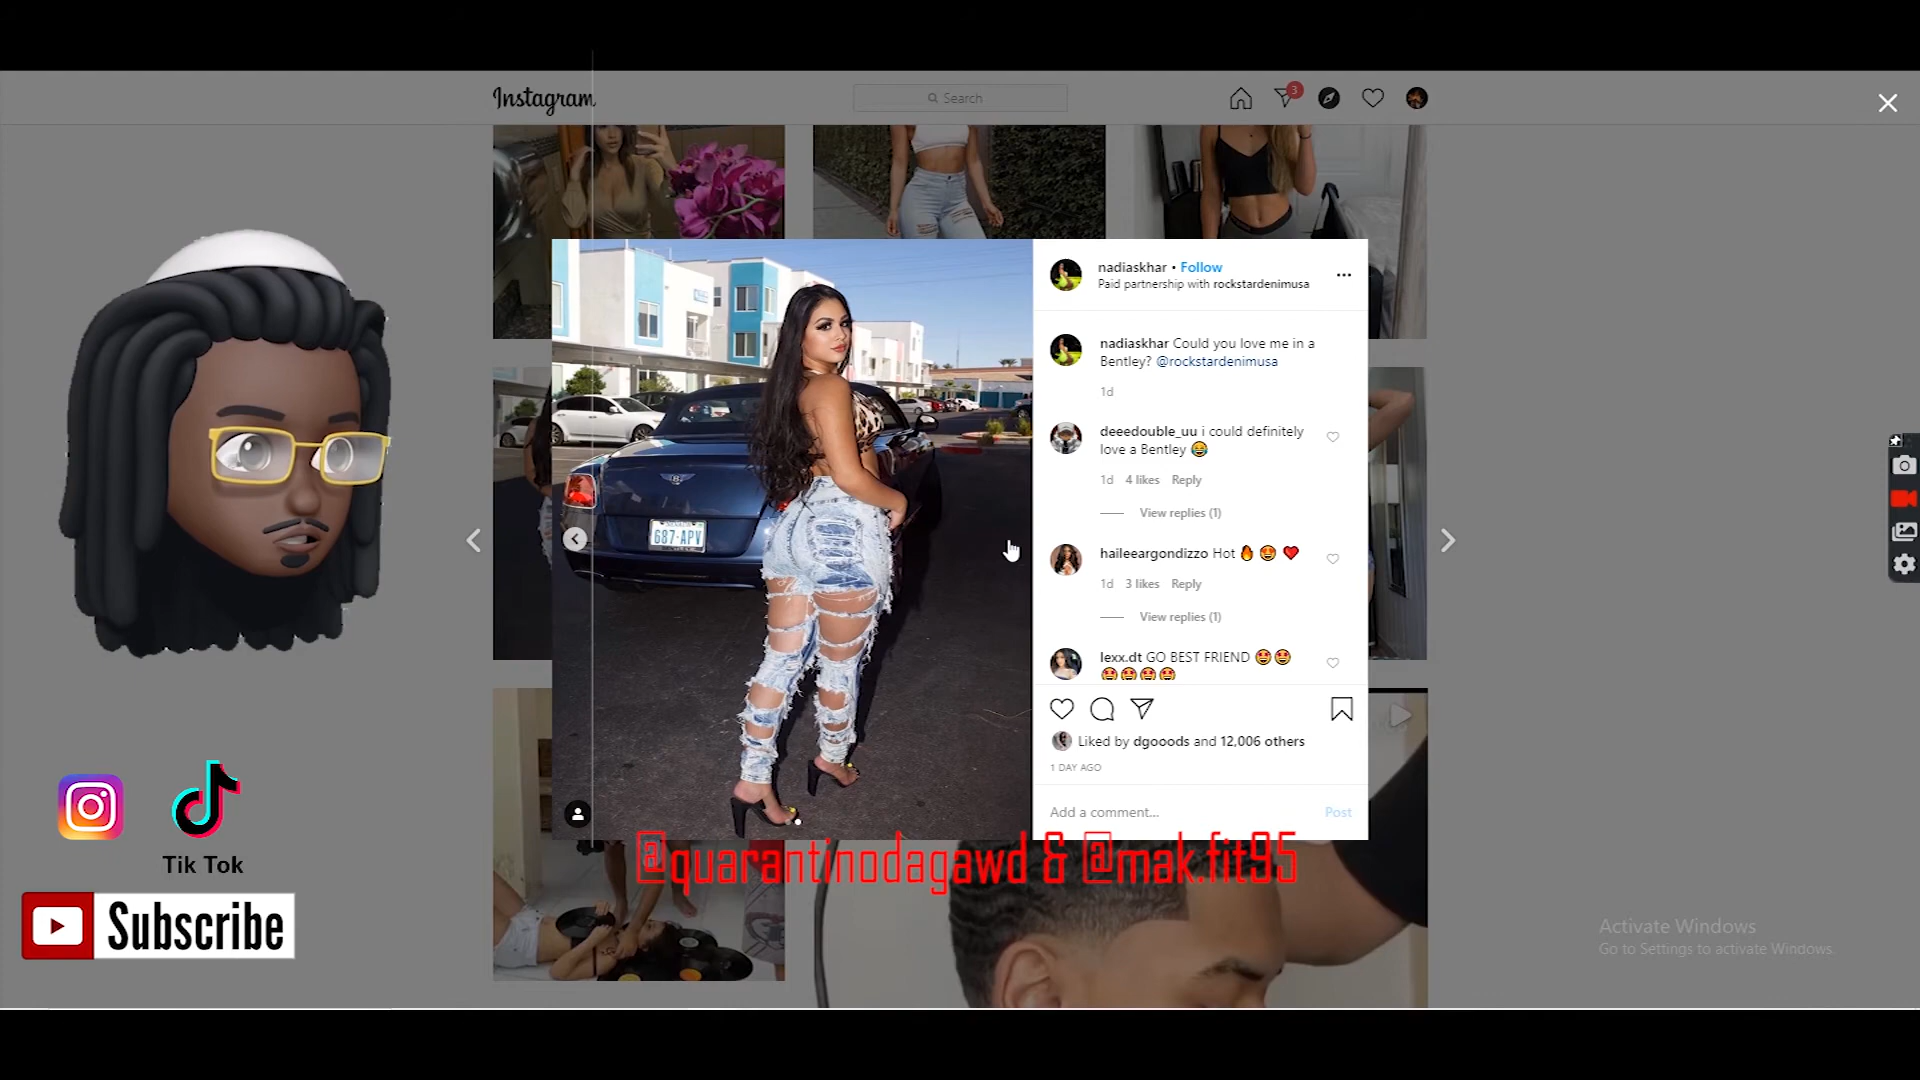 Instagram
Search
3
nadiaskhar • Follow
Paid partnership with rockstardenimusa
nadiaskhar Could you love me in a
Bentley? @rockstardenimusa
1d
deeedouble_uu i could definitely
love a Bentley 😂
1d 4 likes Reply
View replies (1)
haileeargondizzo Hot 🔥 😍 ❤️
1d 3 likes Reply
View replies (1)
lexx.dt GO BEST FRIEND 😍😍
😍😍😍😍
Liked by dgooods and 12,006 others
1 DAY AGO
Add a comment... Post
687·APV
@quarantinodagawd & @mak.fit95
Tik Tok
Subscribe
Activate Windows
Go to Settings to activate Windows.